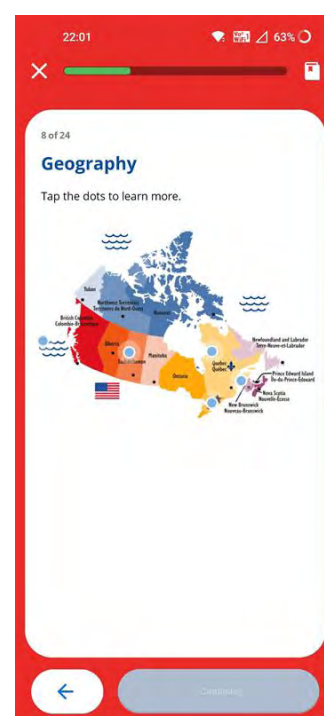 22:01
63%
8 of 24
Geography
Tap the dots to learn more.
Yukon
Northwest Territories
Territoires du Nord-Ouest
Nunavut
British Columbia
Colombie-Britannique
Alberta
Saskatchewan
Manitoba
Ontario
Quebec
Québec
Newfoundland and Labrador
Terre-Neuve-et-Labrador
Prince Edward Island
Île-du-Prince-Édouard
Nova Scotia
Nouvelle-Écosse
New Brunswick
Nouveau-Brunswick
Continue